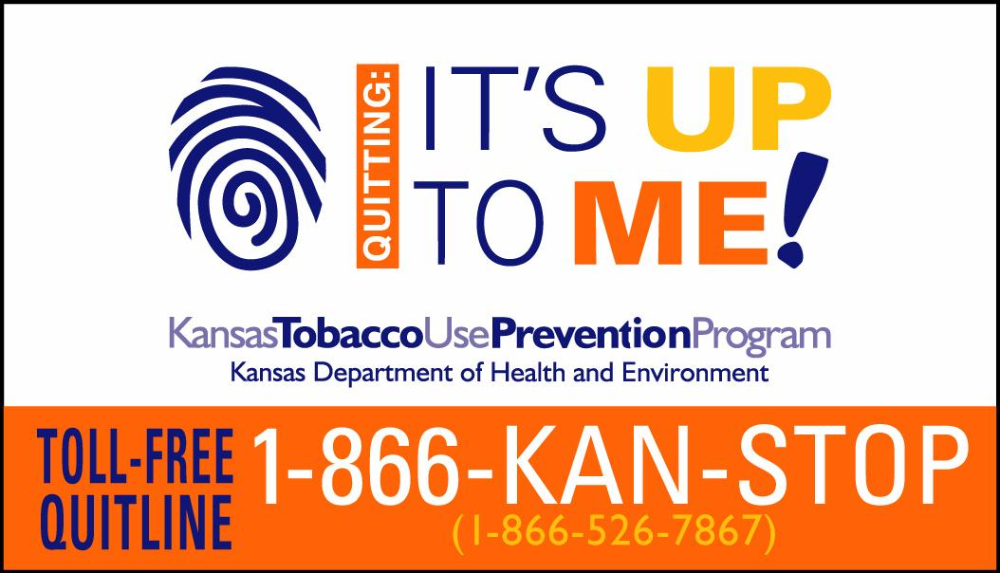 QUITTING:
IT'S UP
TO ME!
KansasTobaccoUsePreventionProgram
Kansas Department of Health and Environment
TOLL-FREE
QUITLINE
1-866-KAN-STOP
(1-866-526-7867)